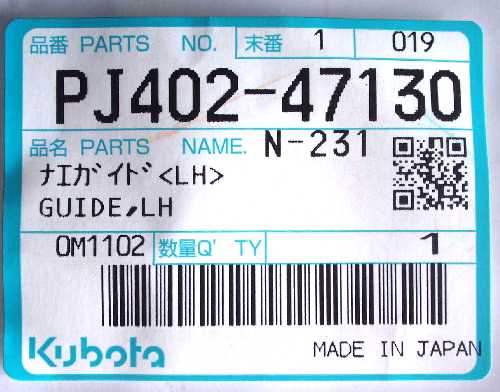 品番 PARTS NO. 末番 1 019
PJ402-47130
品名 PARTS NAME. N-231
ナエガイド<LH>
GUIDE,LH
0M1102 数量Q'TY 1
Kubota MADE IN JAPAN